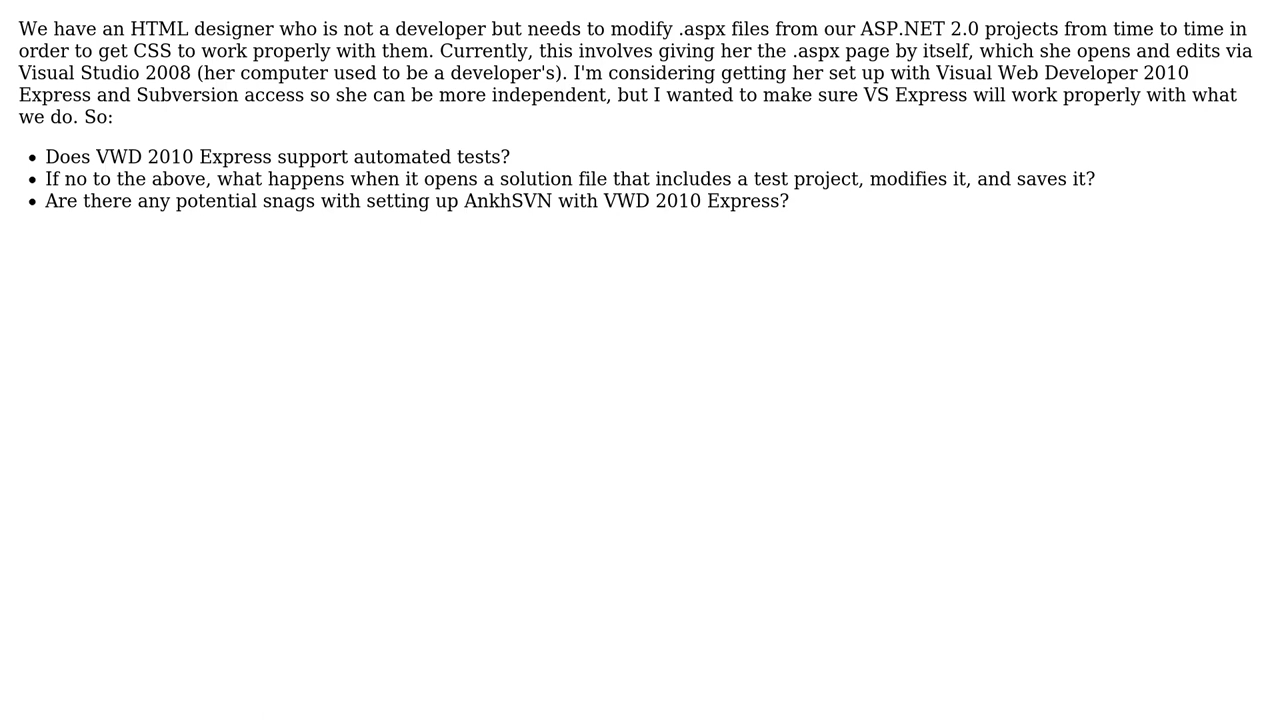 We have an HTML designer who is not a developer but needs to modify .aspx files from our ASP.NET 2.0 projects from time to time in
order to get CSS to work properly with them. Currently, this involves giving her the .aspx page by itself, which she opens and edits via
Visual Studio 2008 (her computer used to be a developer's). I'm considering getting her set up with Visual Web Developer 2010
Express and Subversion access so she can be more independent, but I wanted to make sure VS Express will work properly with what
we do. So:
• Does VWD 2010 Express support automated tests?
• If no to the above, what happens when it opens a solution file that includes a test project, modifies it, and saves it?
• Are there any potential snags with setting up AnkhSVN with VWD 2010 Express?